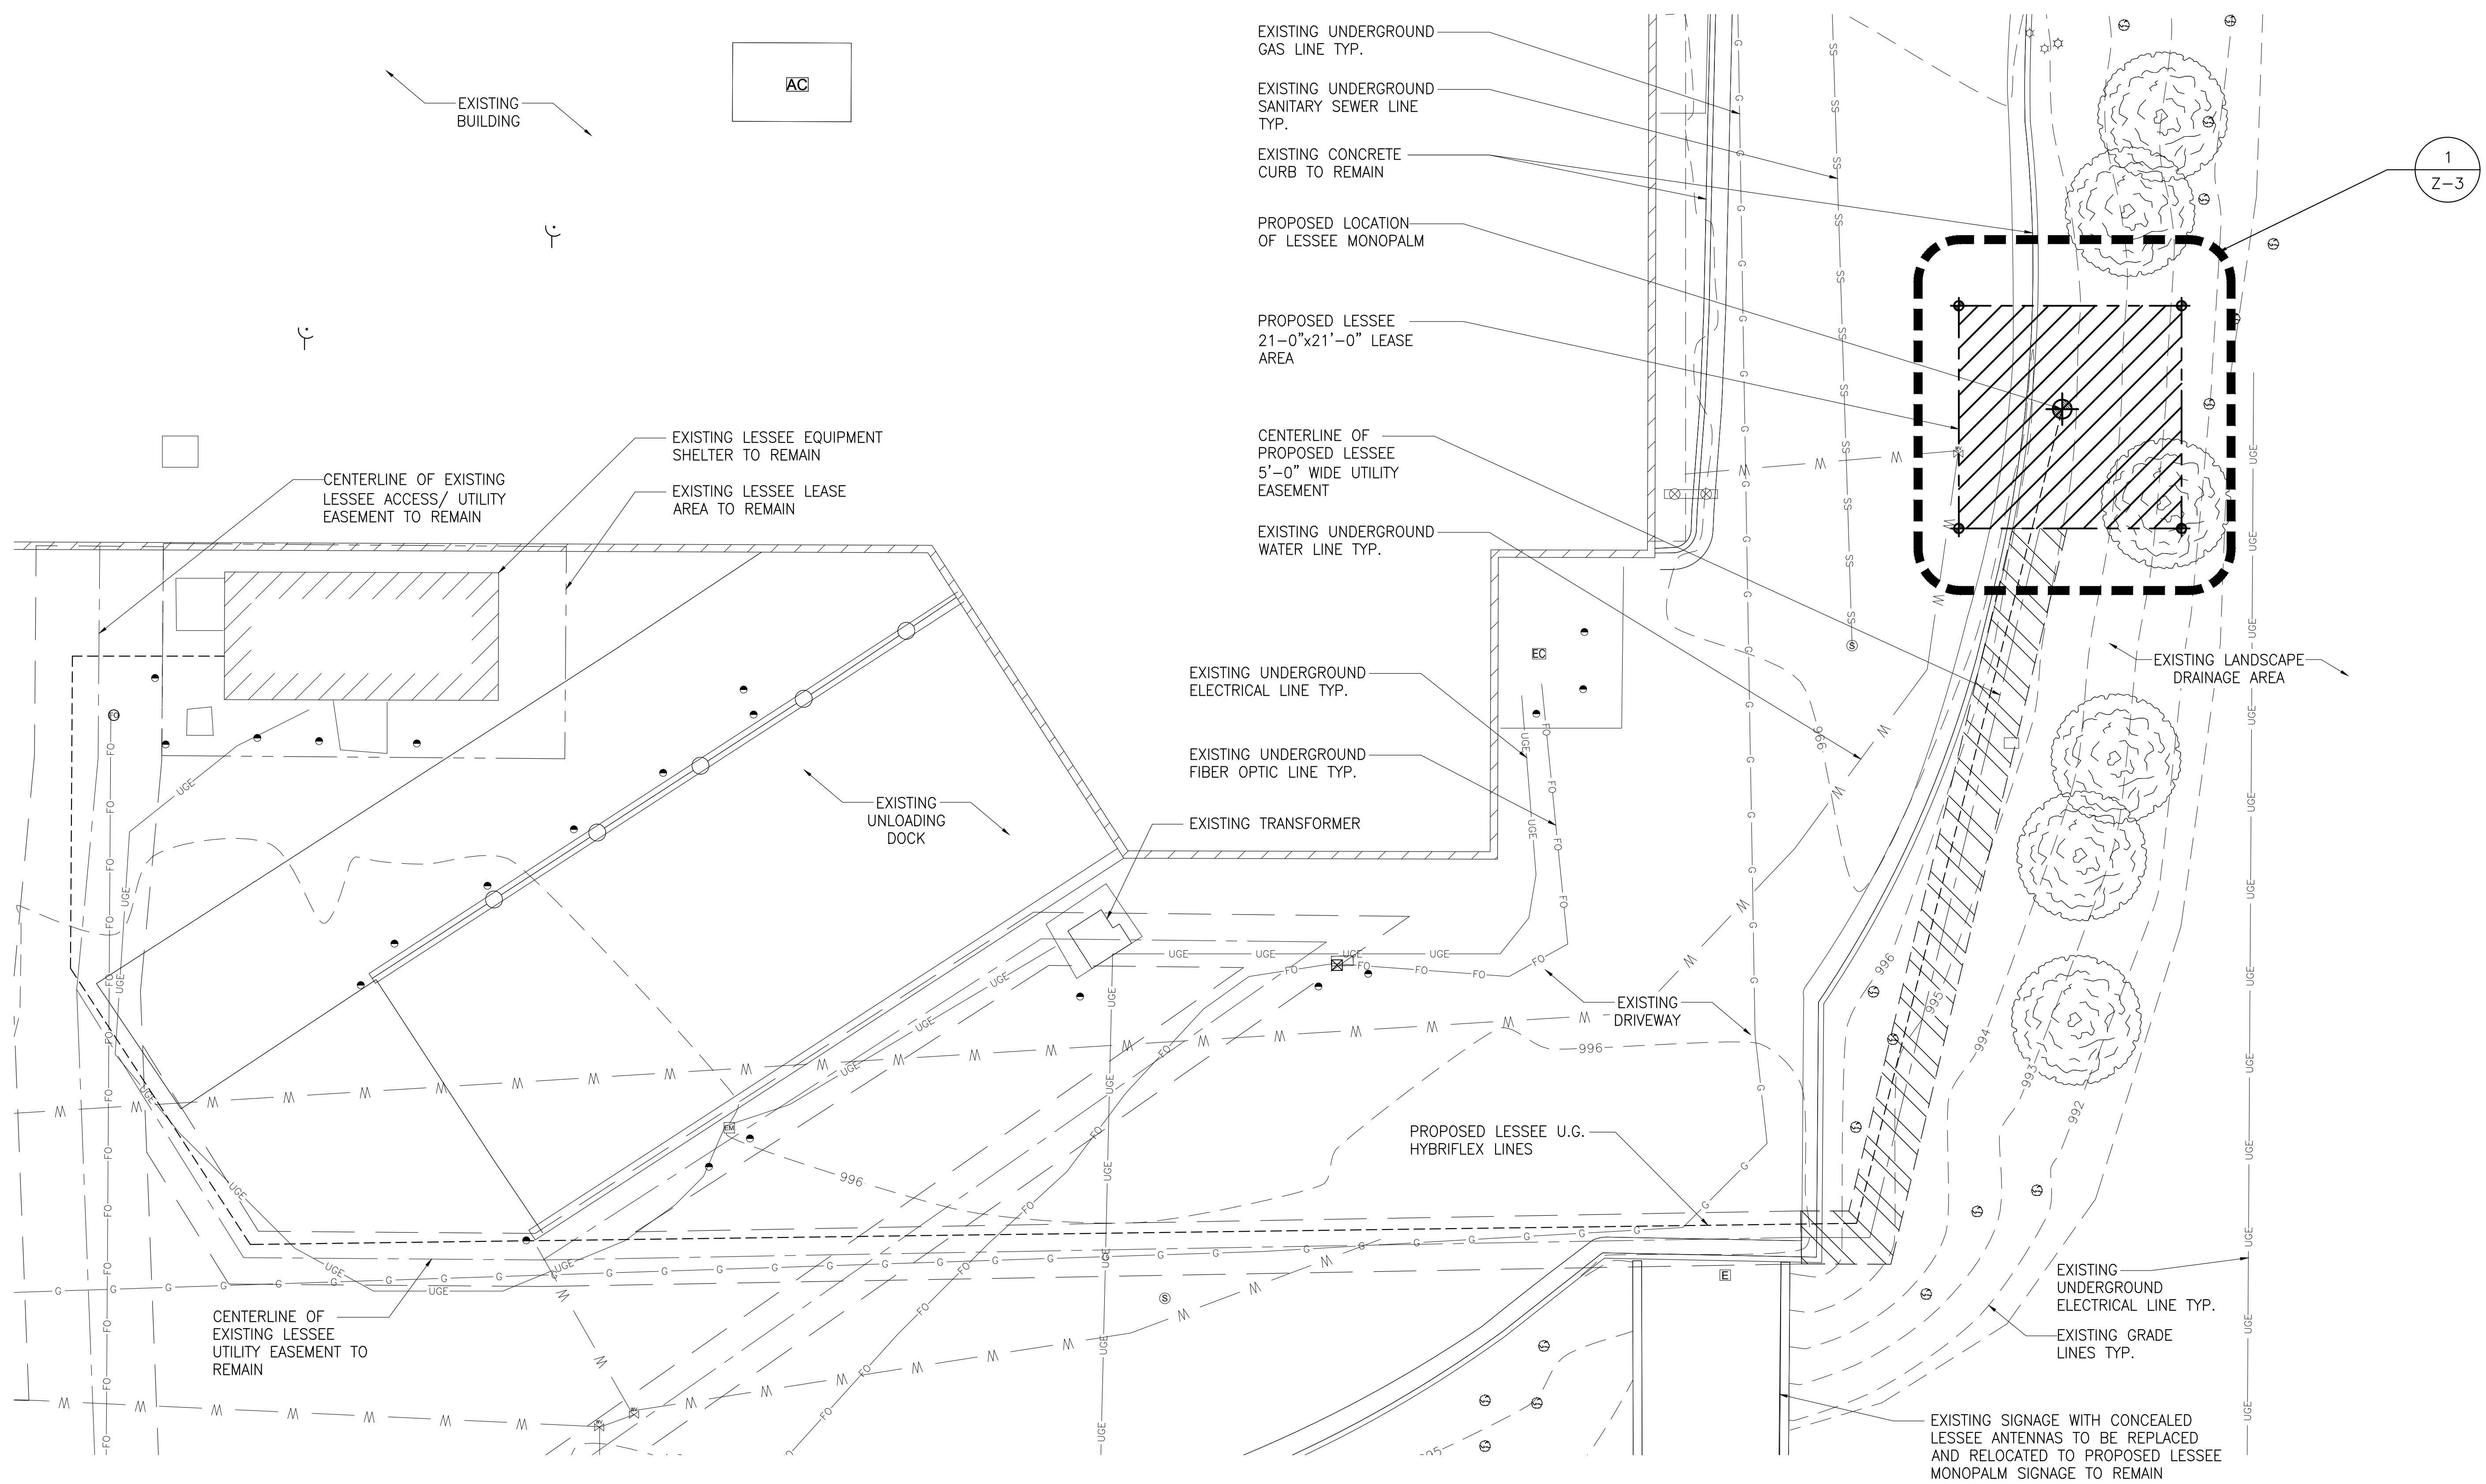 EXISTING
BUILDING
AC
EXISTING UNDERGROUND
GAS LINE TYP.
EXISTING UNDERGROUND
SANITARY SEWER LINE
TYP.
EXISTING CONCRETE
CURB TO REMAIN
PROPOSED LOCATION
OF LESSEE MONOPALM
PROPOSED LESSEE
21-0"x21'-0" LEASE
AREA
CENTERLINE OF
PROPOSED LESSEE
5'-0" WIDE UTILITY
EASEMENT
EXISTING UNDERGROUND
WATER LINE TYP.
1
Z-3
EXISTING LESSEE EQUIPMENT
SHELTER TO REMAIN
CENTERLINE OF EXISTING
LESSEE ACCESS/ UTILITY
EASEMENT TO REMAIN
EXISTING LESSEE LEASE
AREA TO REMAIN
EC
EXISTING UNDERGROUND
ELECTRICAL LINE TYP.
EXISTING UNDERGROUND
FIBER OPTIC LINE TYP.
EXISTING TRANSFORMER
EXISTING LANDSCAPE
DRAINAGE AREA
EXISTING
UNLOADING
DOCK
EXISTING
DRIVEWAY
996
996
996
996
995
994
993
992
EM
PROPOSED LESSEE U.G.
HYBRIFLEX LINES
E
CENTERLINE OF
EXISTING LESSEE
UTILITY EASEMENT TO
REMAIN
EXISTING
UNDERGROUND
ELECTRICAL LINE TYP.
EXISTING GRADE
LINES TYP.
EXISTING SIGNAGE WITH CONCEALED
LESSEE ANTENNAS TO BE REPLACED
AND RELOCATED TO PROPOSED LESSEE
MONOPALM SIGNAGE TO REMAIN
G
SS
W
UGE
FO
S